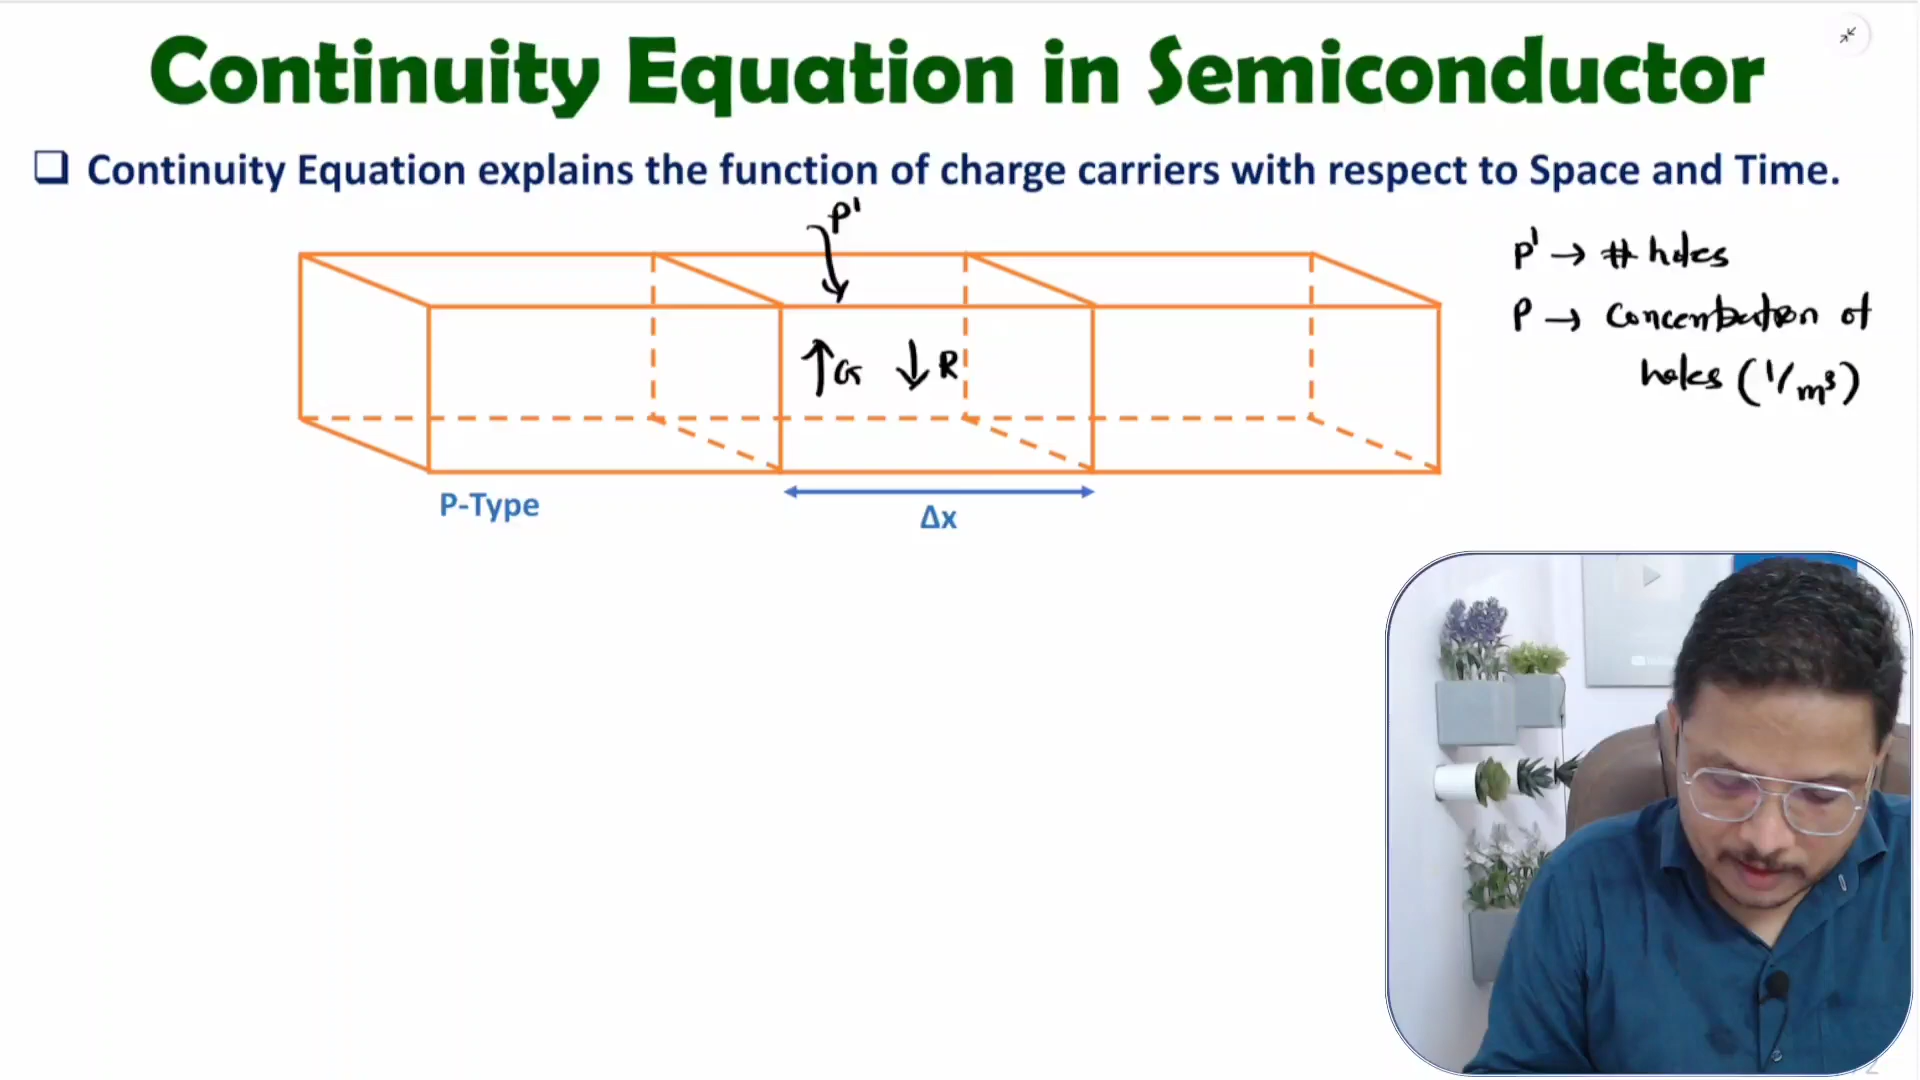 Continuity Equation in Semiconductor
❑ Continuity Equation explains the function of charge carriers with respect to Space and Time.
P'
P' → # holes
P → Concentration of
holes (1/m³)
↑G ↓R
P-Type
Δx